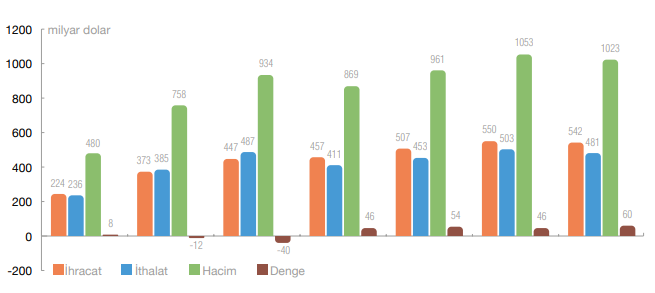 1200 milyar dolar
1000
800
600
400
200
0
-200
224 236 480 8
373 385 758 -12
447 487 934 -40
457 411 869 46
507 453 961 54
550 503 1053 46
542 481 1023 60
İhracat İthalat Hacim Denge